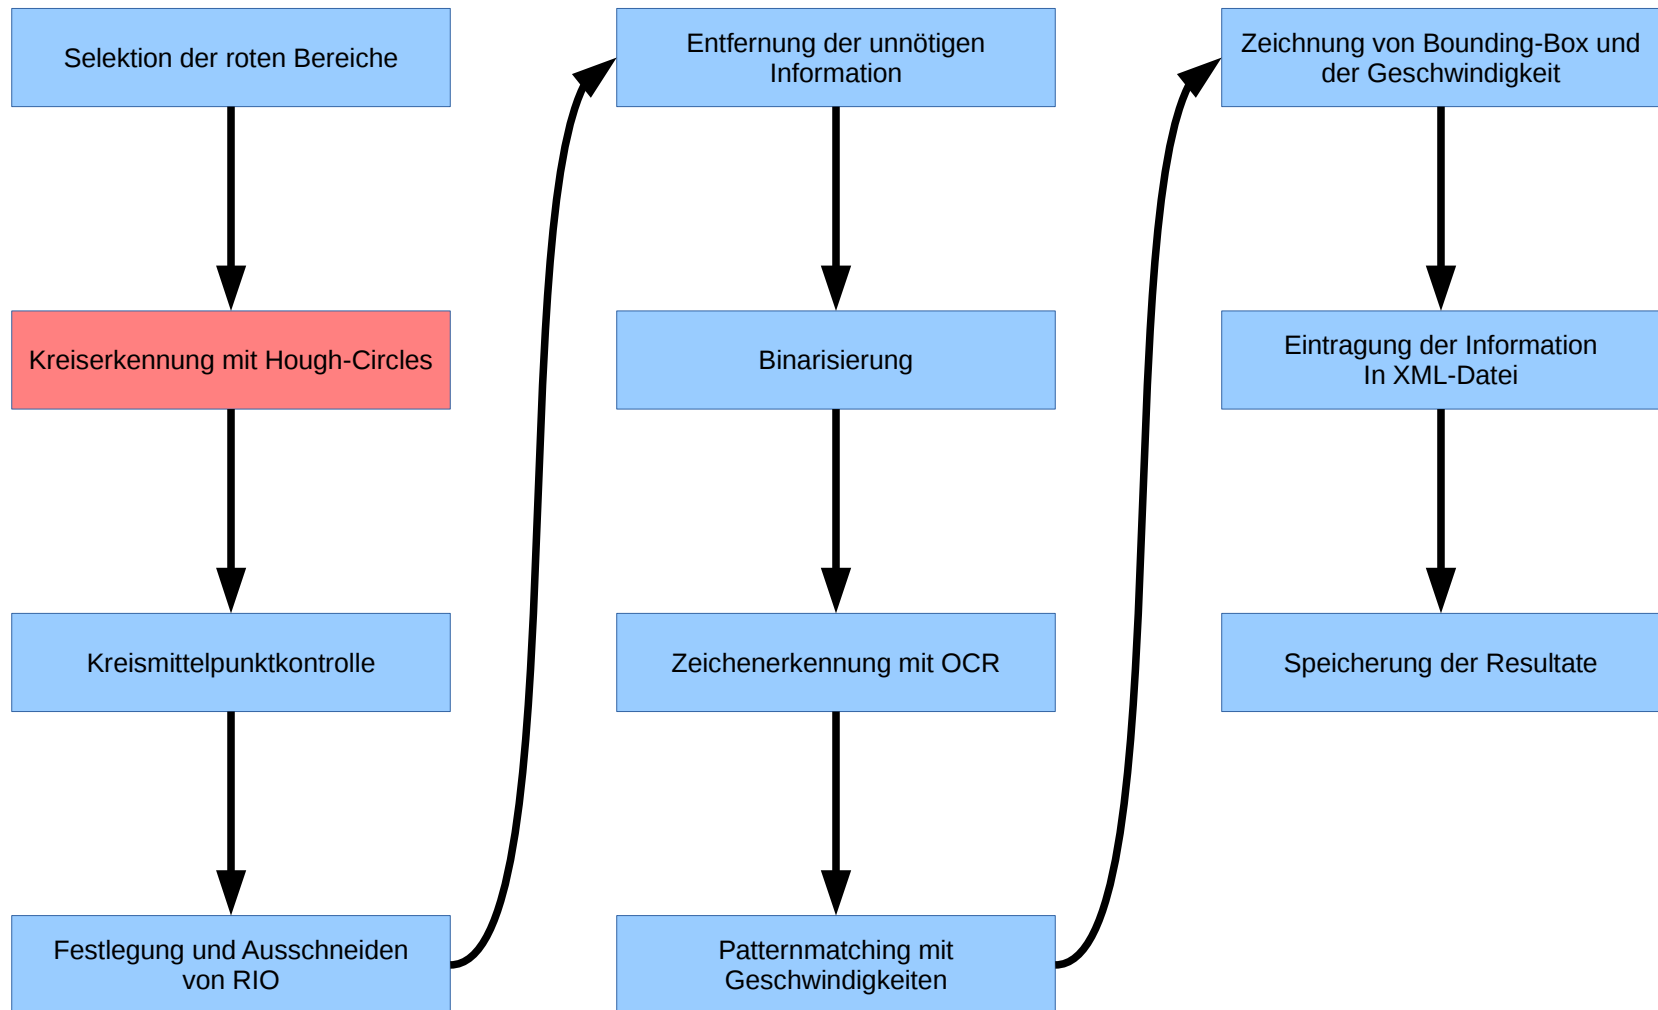 Selektion der roten Bereiche
Kreiserkennung mit Hough-Circles
Kreismittelpunktkontrolle
Festlegung und Ausschneiden
von RIO
Entfernung der unnötigen
Information
Binarisierung
Zeichenerkennung mit OCR
Patternmatching mit
Geschwindigkeiten
Zeichnung von Bounding-Box und
der Geschwindigkeit
Eintragung der Information
In XML-Datei
Speicherung der Resultate